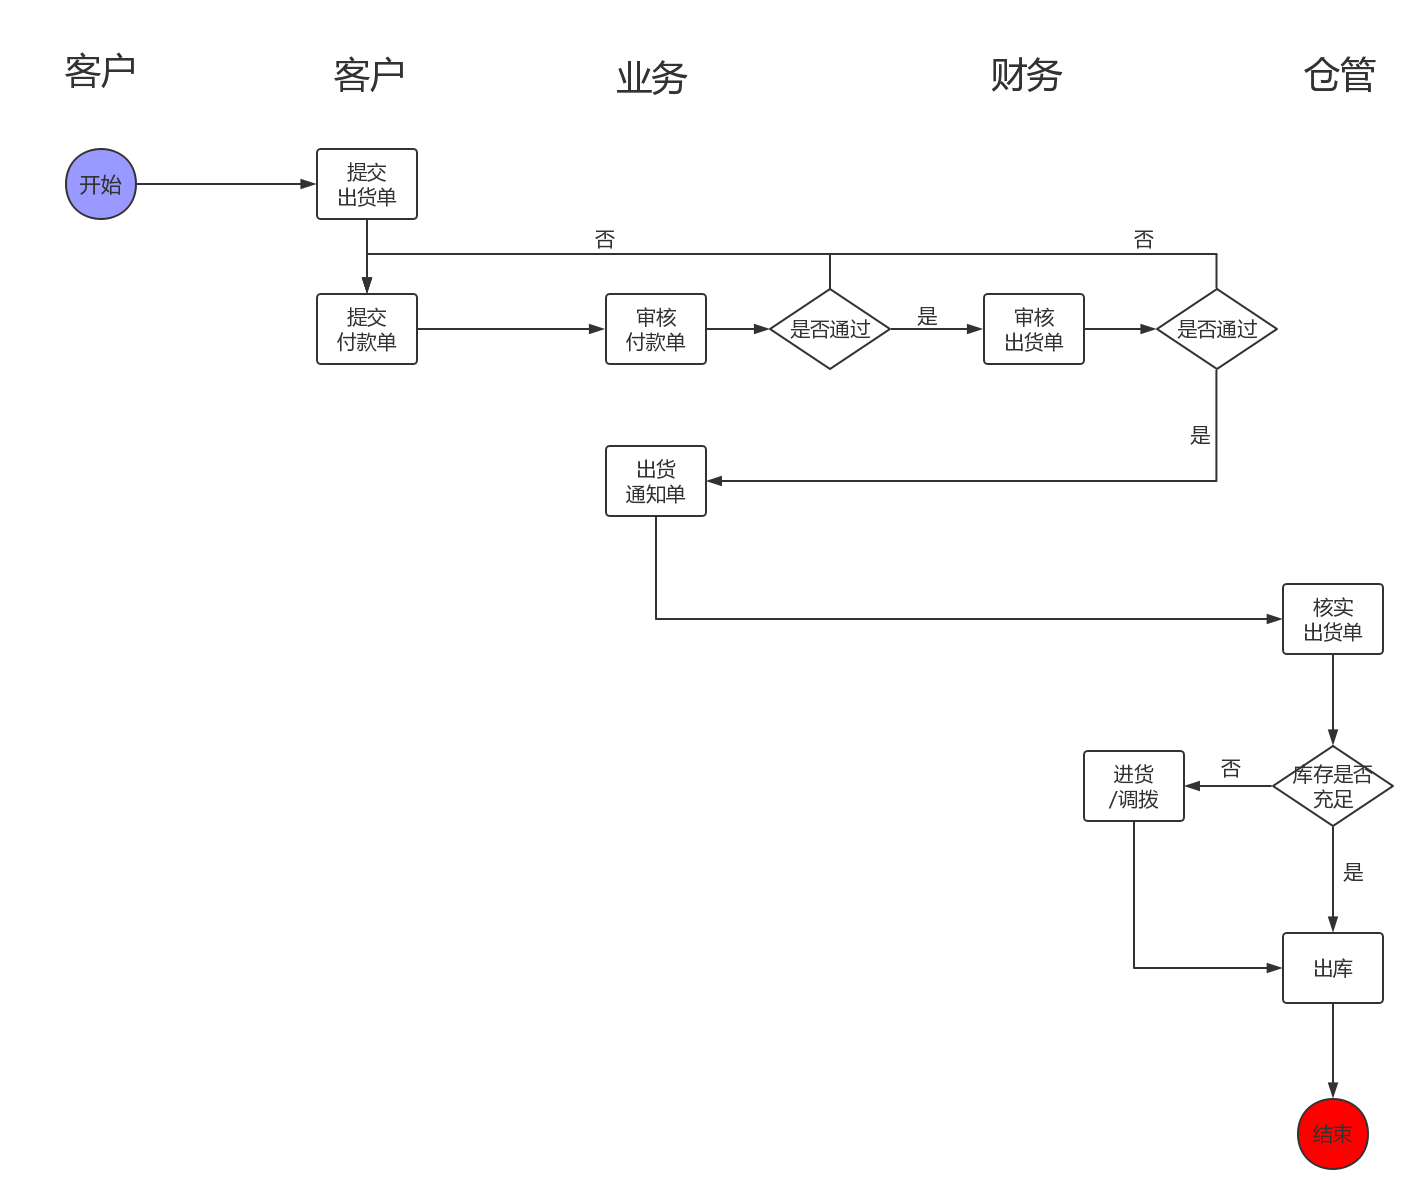 客户
客户
业务
财务
仓管
开始
提交
出货单
否
否
提交
付款单
审核
付款单
是否通过
是
审核
出货单
是否通过
是
出货
通知单
核实
出货单
进货
/调拨
否
库存是否
充足
是
出库
结束